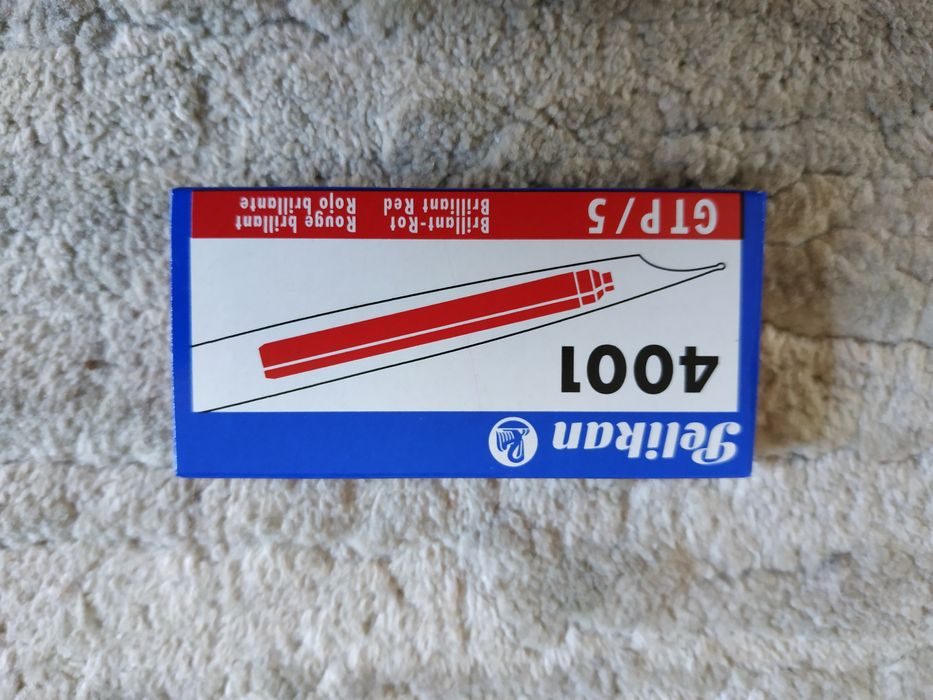 Pelikan
4001
GTP/5
Brillant-Rot
Brilliant Red
Rouge brillant
Rojo brillante